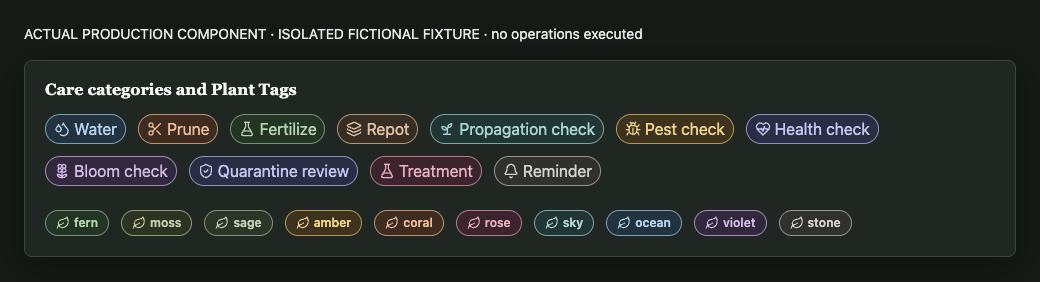 ACTUAL PRODUCTION COMPONENT · ISOLATED FICTIONAL FIXTURE · no operations executed
Care categories and Plant Tags
Water Prune Fertilize Repot Propagation check Pest check Health check
Bloom check Quarantine review Treatment Reminder
fern moss sage amber coral rose sky ocean violet stone